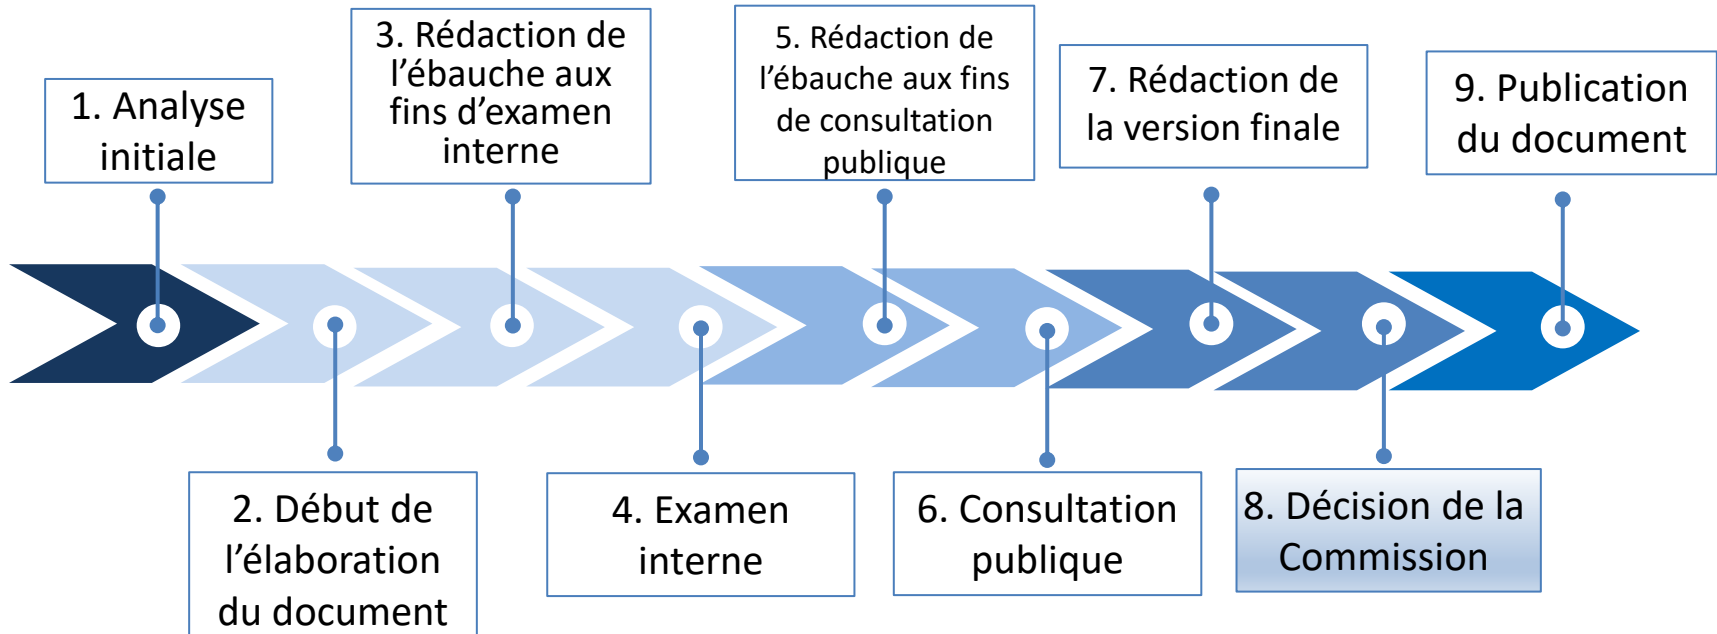 1. Analyse
initiale
2. Début de
l’élaboration
du document
3. Rédaction de
l’ébauche aux
fins d’examen
interne
4. Examen
interne
5. Rédaction de
l’ébauche aux fins
de consultation
publique
6. Consultation
publique
7. Rédaction de
la version finale
8. Décision de la
Commission
9. Publication
du document